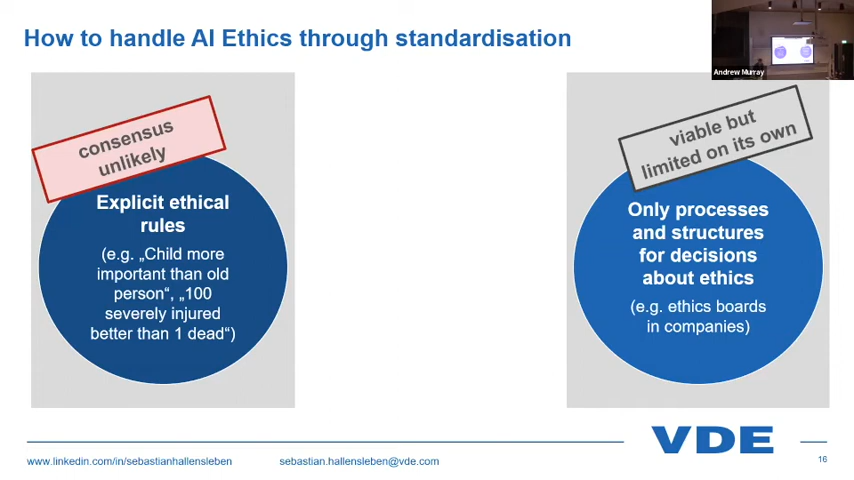 How to handle AI Ethics through standardisation
Andrew Murray
consensus
unlikely
Explicit ethical
rules
(e.g. „Child more
important than old
person“, „100
severely injured
better than 1 dead“)
viable but
limited on its own
Only processes
and structures
for decisions
about ethics
(e.g. ethics boards
in companies)
VDE
www.linkedin.com/in/sebastianhallensleben
sebastian.hallensleben@vde.com
16